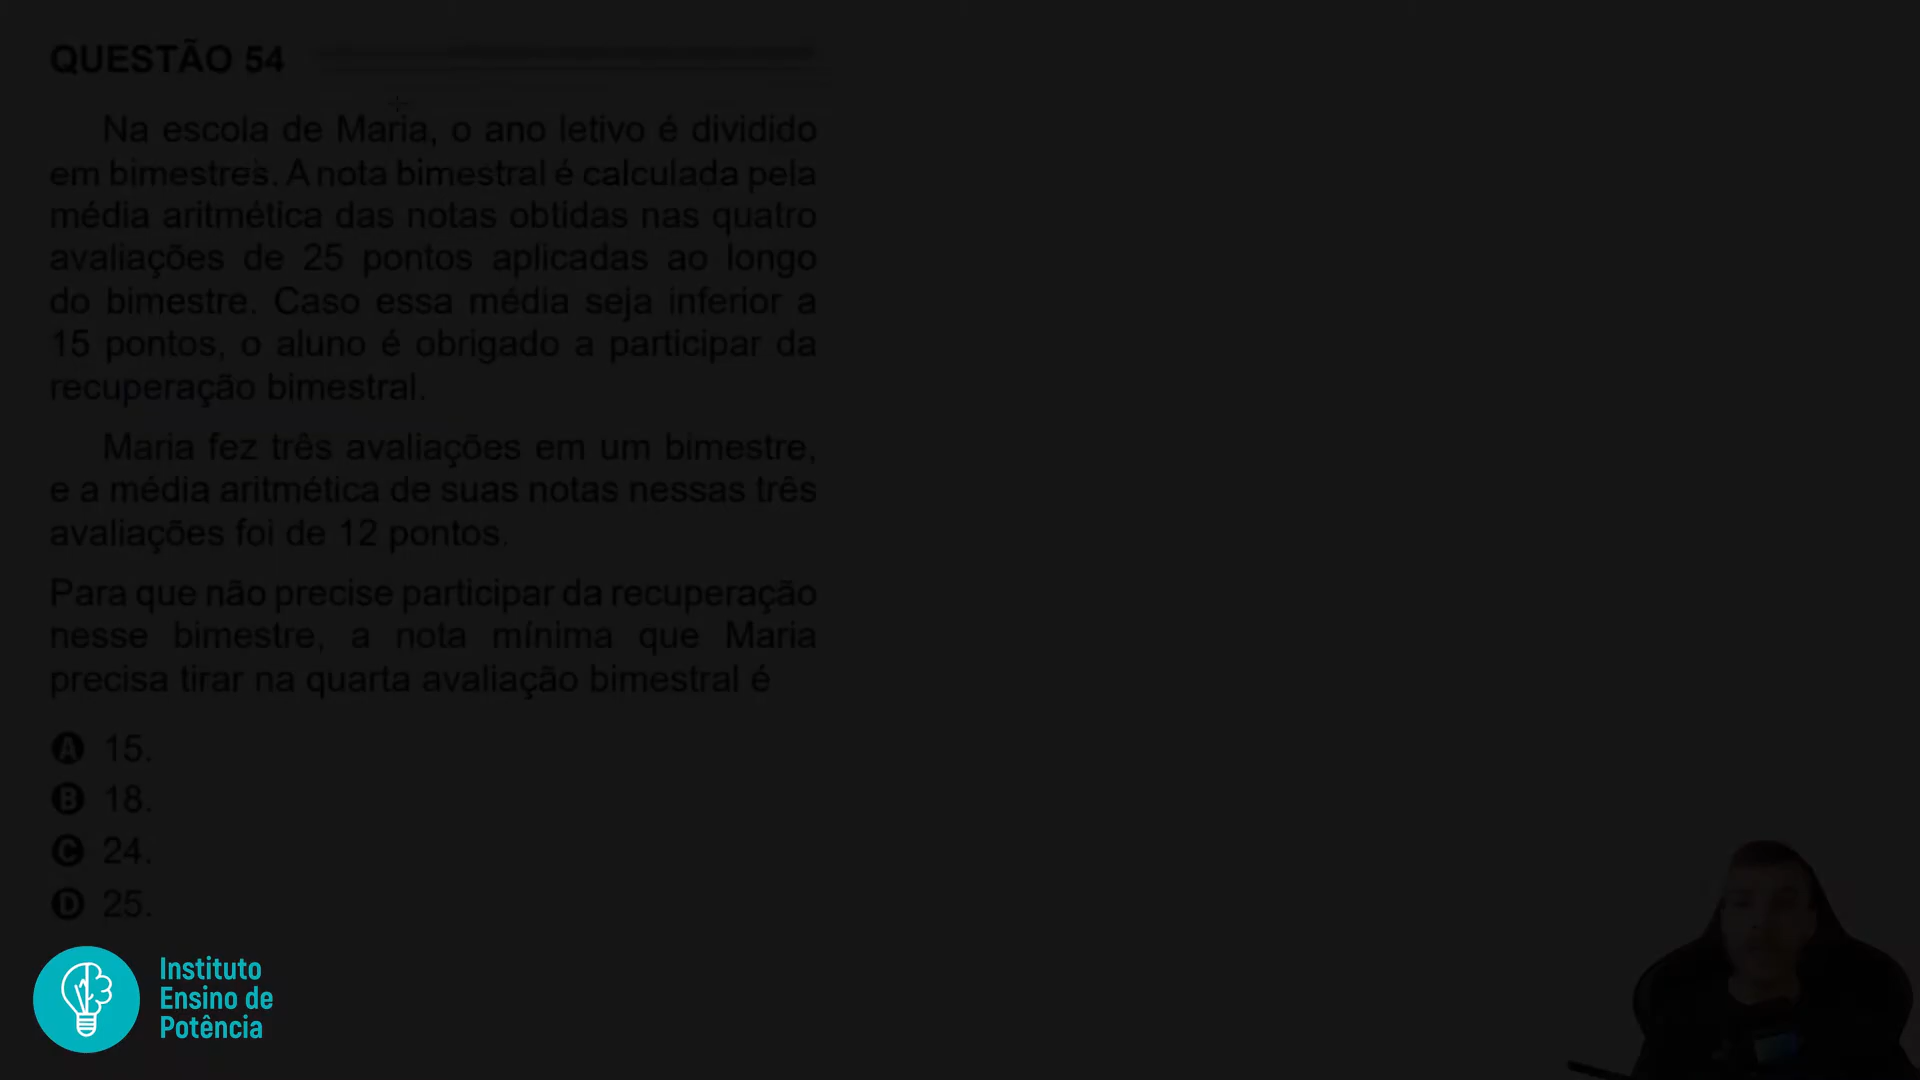 QUESTÃO 54
Na escola de Maria, o ano letivo é dividido
em bimestres. A nota bimestral é calculada pela
média aritmética das notas obtidas nas quatro
avaliações de 25 pontos aplicadas ao longo
do bimestre. Caso essa média seja inferior a
15 pontos, o aluno é obrigado a participar da
recuperação bimestral.
Maria fez três avaliações em um bimestre,
e a média aritmética de suas notas nessas três
avaliações foi de 12 pontos.
Para que não precise participar da recuperação
nesse bimestre, a nota mínima que Maria
precisa tirar na quarta avaliação bimestral é
A 15.
B 18.
C 24.
D 25.
Instituto
Ensino de
Potência